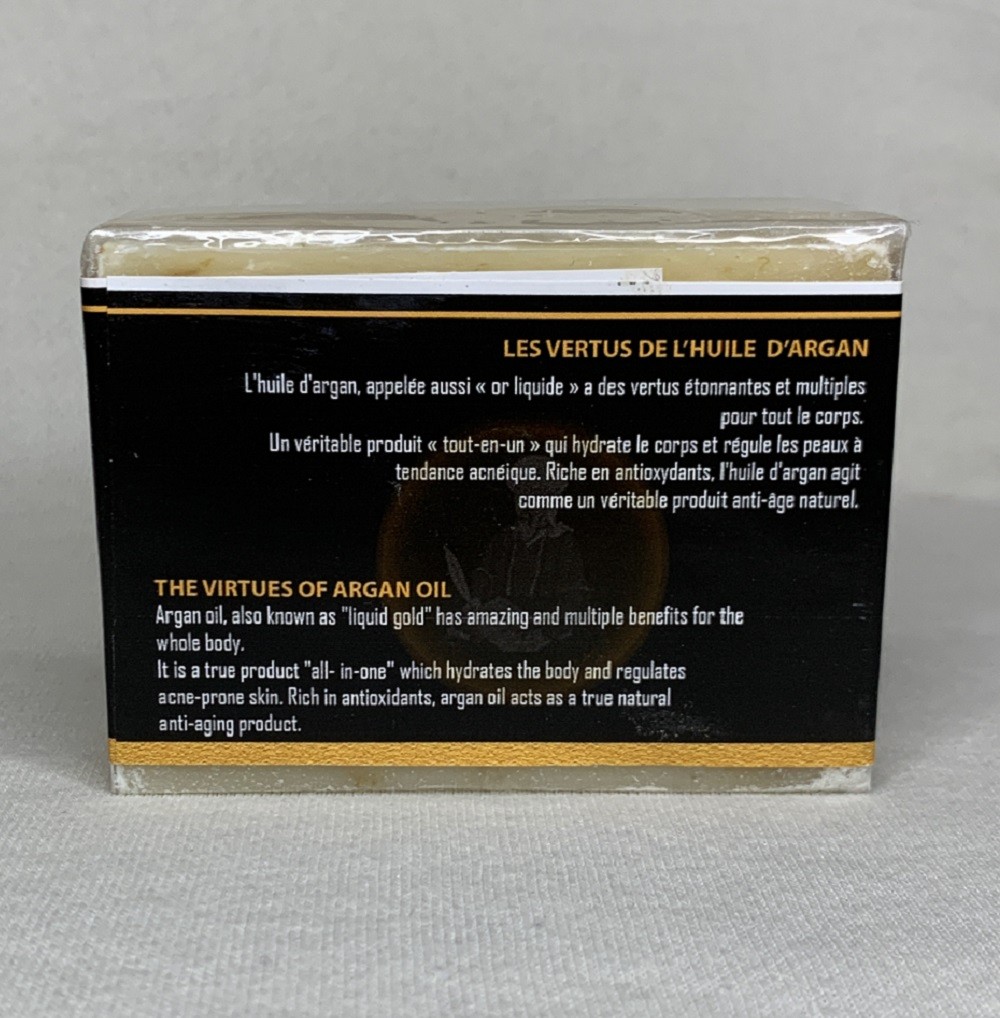 LES VERTUS DE L'HUILE D'ARGAN
L'huile d'argan, appelée aussi « or liquide » a des vertus étonnantes et multiples
pour tout le corps.
Un véritable produit « tout-en-un » qui hydrate le corps et régule les peaux à
tendance acnéique. Riche en antioxydants, l'huile d'argan agit
comme un véritable produit anti-âge naturel.
THE VIRTUES OF ARGAN OIL
Argan oil, also known as "liquid gold" has amazing and multiple benefits for the
whole body.
It is a true product "all- in-one" which hydrates the body and regulates
acne-prone skin. Rich in antioxidants, argan oil acts as a true natural
anti-aging product.